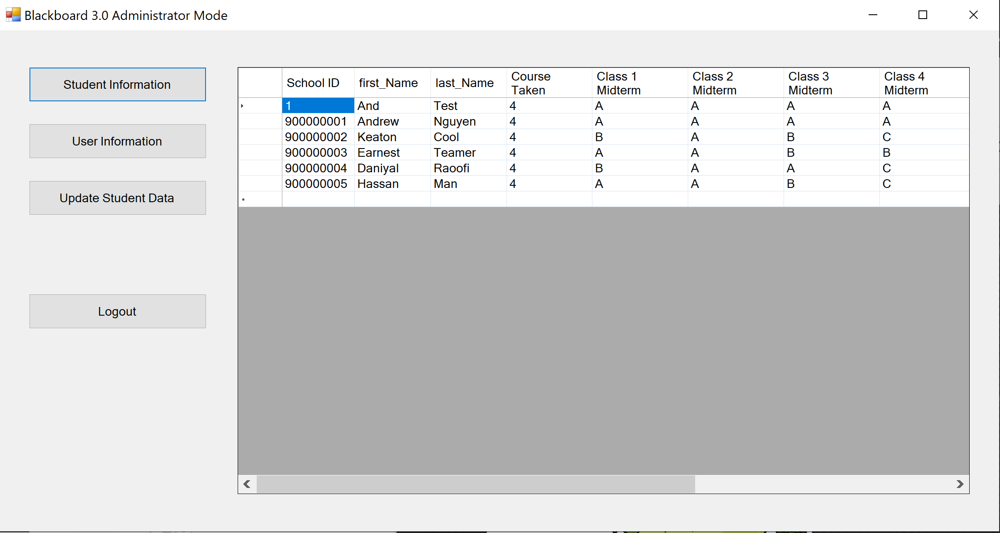 Blackboard 3.0 Administrator Mode
Student Information
User Information
Update Student Data
Logout
School ID first_Name last_Name Course Taken Class 1 Midterm Class 2 Midterm Class 3 Midterm Class 4 Midterm
1 And Test 4 A A A A
900000001 Andrew Nguyen 4 A A A A
900000002 Keaton Cool 4 B A B C
900000003 Earnest Teamer 4 A A B B
900000004 Daniyal Raoofi 4 B A A C
900000005 Hassan Man 4 A A B C